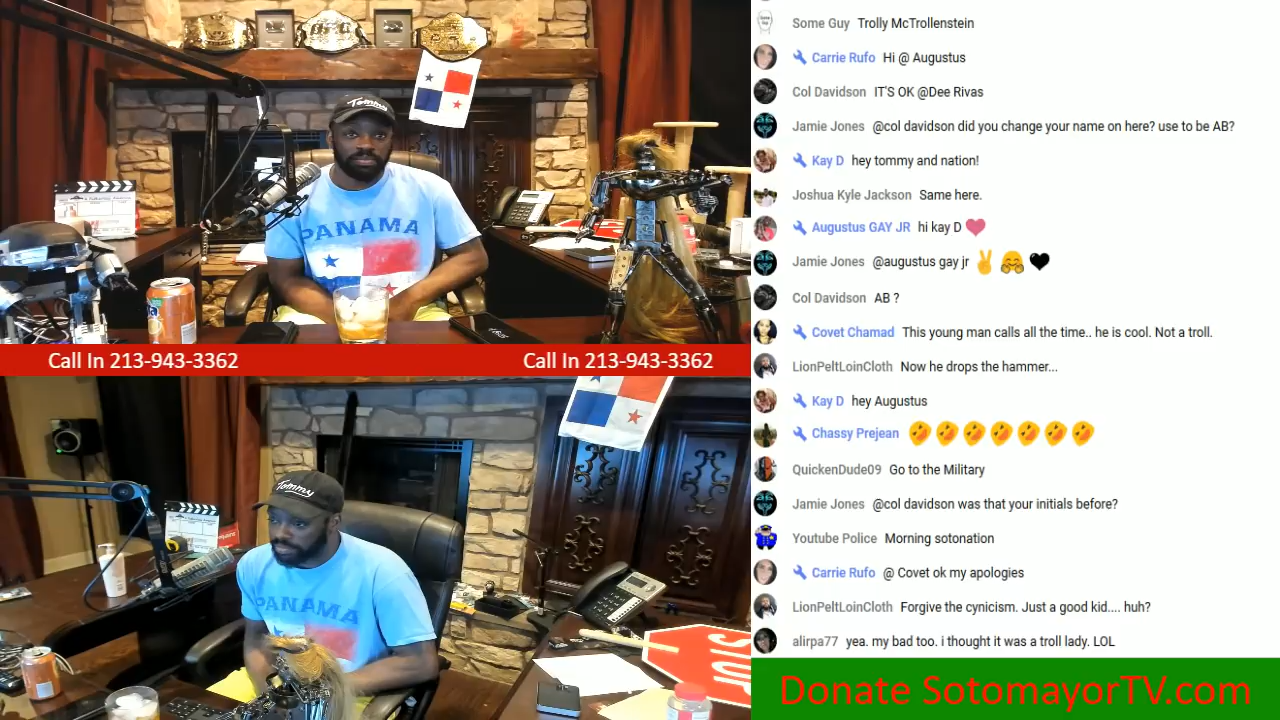 Tommy
PANAMA
Fanta
Call In 213-943-3362
Call In 213-943-3362
Tommy
PANAMA
STOP
Some Guy Trolly McTrollenstein
Carrie Rufo Hi @ Augustus
Col Davidson IT'S OK @Dee Rivas
Jamie Jones @col davidson did you change your name on here? use to be AB?
Kay D hey tommy and nation!
Joshua Kyle Jackson Same here.
Augustus GAY JR hi kay D
Jamie Jones @augustus gay jr
Col Davidson AB ?
Covet Chamad This young man calls all the time.. he is cool. Not a troll.
LionPeltLoinCloth Now he drops the hammer...
Kay D hey Augustus
Chassy Prejean
QuickenDude09 Go to the Military
Jamie Jones @col davidson was that your initials before?
Youtube Police Morning sotonation
Carrie Rufo @ Covet ok my apologies
LionPeltLoinCloth Forgive the cynicism. Just a good kid.... huh?
alirpa77 yea. my bad too. i thought it was a troll lady. LOL
Donate SotomayorTV.com